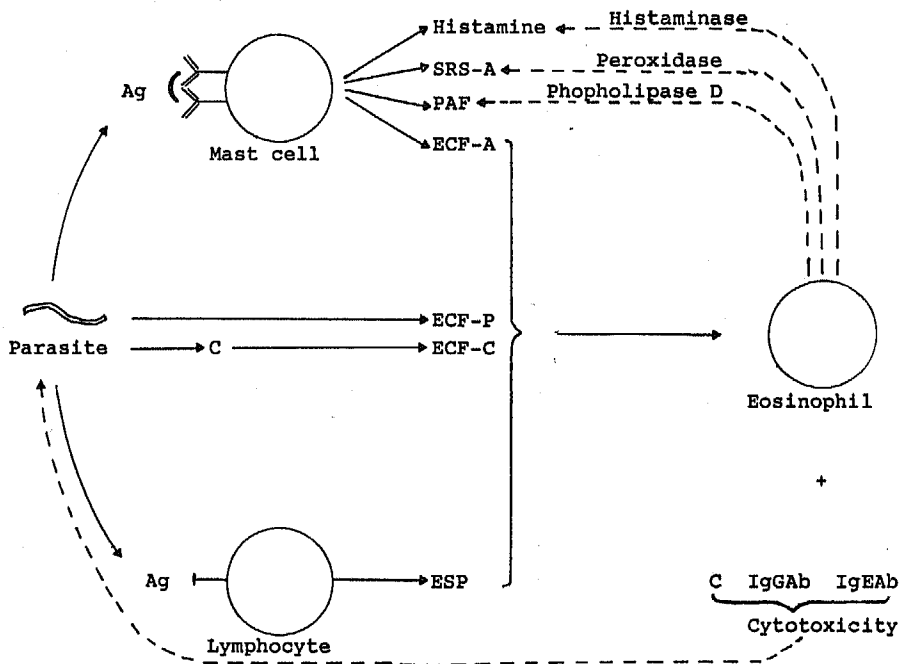 Histamine
Histaminase
SRS-A
Peroxidase
Ag
PAF
Phopholipase D
ECF-A
Mast cell
ECF-P
Parasite
C
ECF-C
Eosinophil
+
Ag
ESP
C IgGAb IgEAb
Cytotoxicity
Lymphocyte